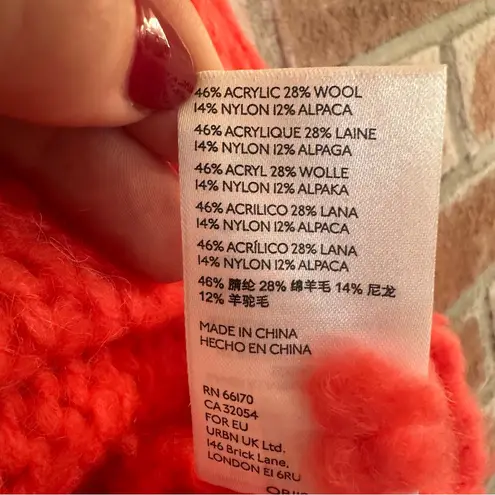 46% ACRYLIC 28% WOOL
14% NYLON 12% ALPACA
46% ACRYLIQUE 28% LAINE
14% NYLON 12% ALPAGA
46% ACRYL 28% WOLLE
14% NYLON 12% ALPAKA
46% ACRILICO 28% LANA
14% NYLON 12% ALPACA
46% ACRÍLICO 28% LANA
14% NYLON 12% ALPACA
46% 腈纶 28% 绵羊毛 14% 尼龙
12% 羊驼毛
MADE IN CHINA
HECHO EN CHINA
RN 66170
CA 32054
FOR EU
URBN UK Ltd.
146 Brick Lane,
LONDON E1 6RU